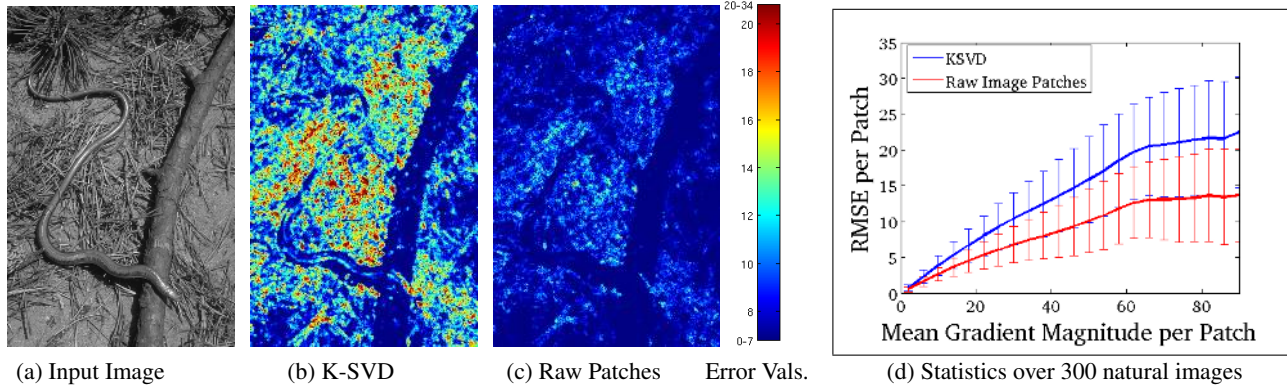 20-34
20
18
16
14
12
10
8
0-7
35
30
25
20
15
10
5
0
0
20
40
60
80
KSVD
Raw Image Patches
RMSE per Patch
Mean Gradient Magnitude per Patch
(a) Input Image
(b) K-SVD
(c) Raw Patches
Error Vals.
(d) Statistics over 300 natural images